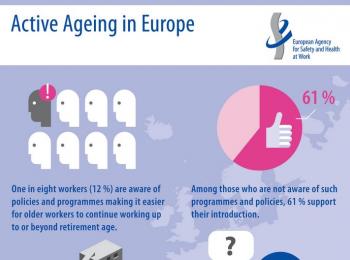 Active Ageing in Europe
European Agency
for Safety and Health
at Work
!
61 %
One in eight workers (12 %) are aware of
policies and programmes making it easier
for older workers to continue working up
to or beyond retirement age.
Among those who are not aware of such
programmes and policies, 61 % support
their introduction.
?